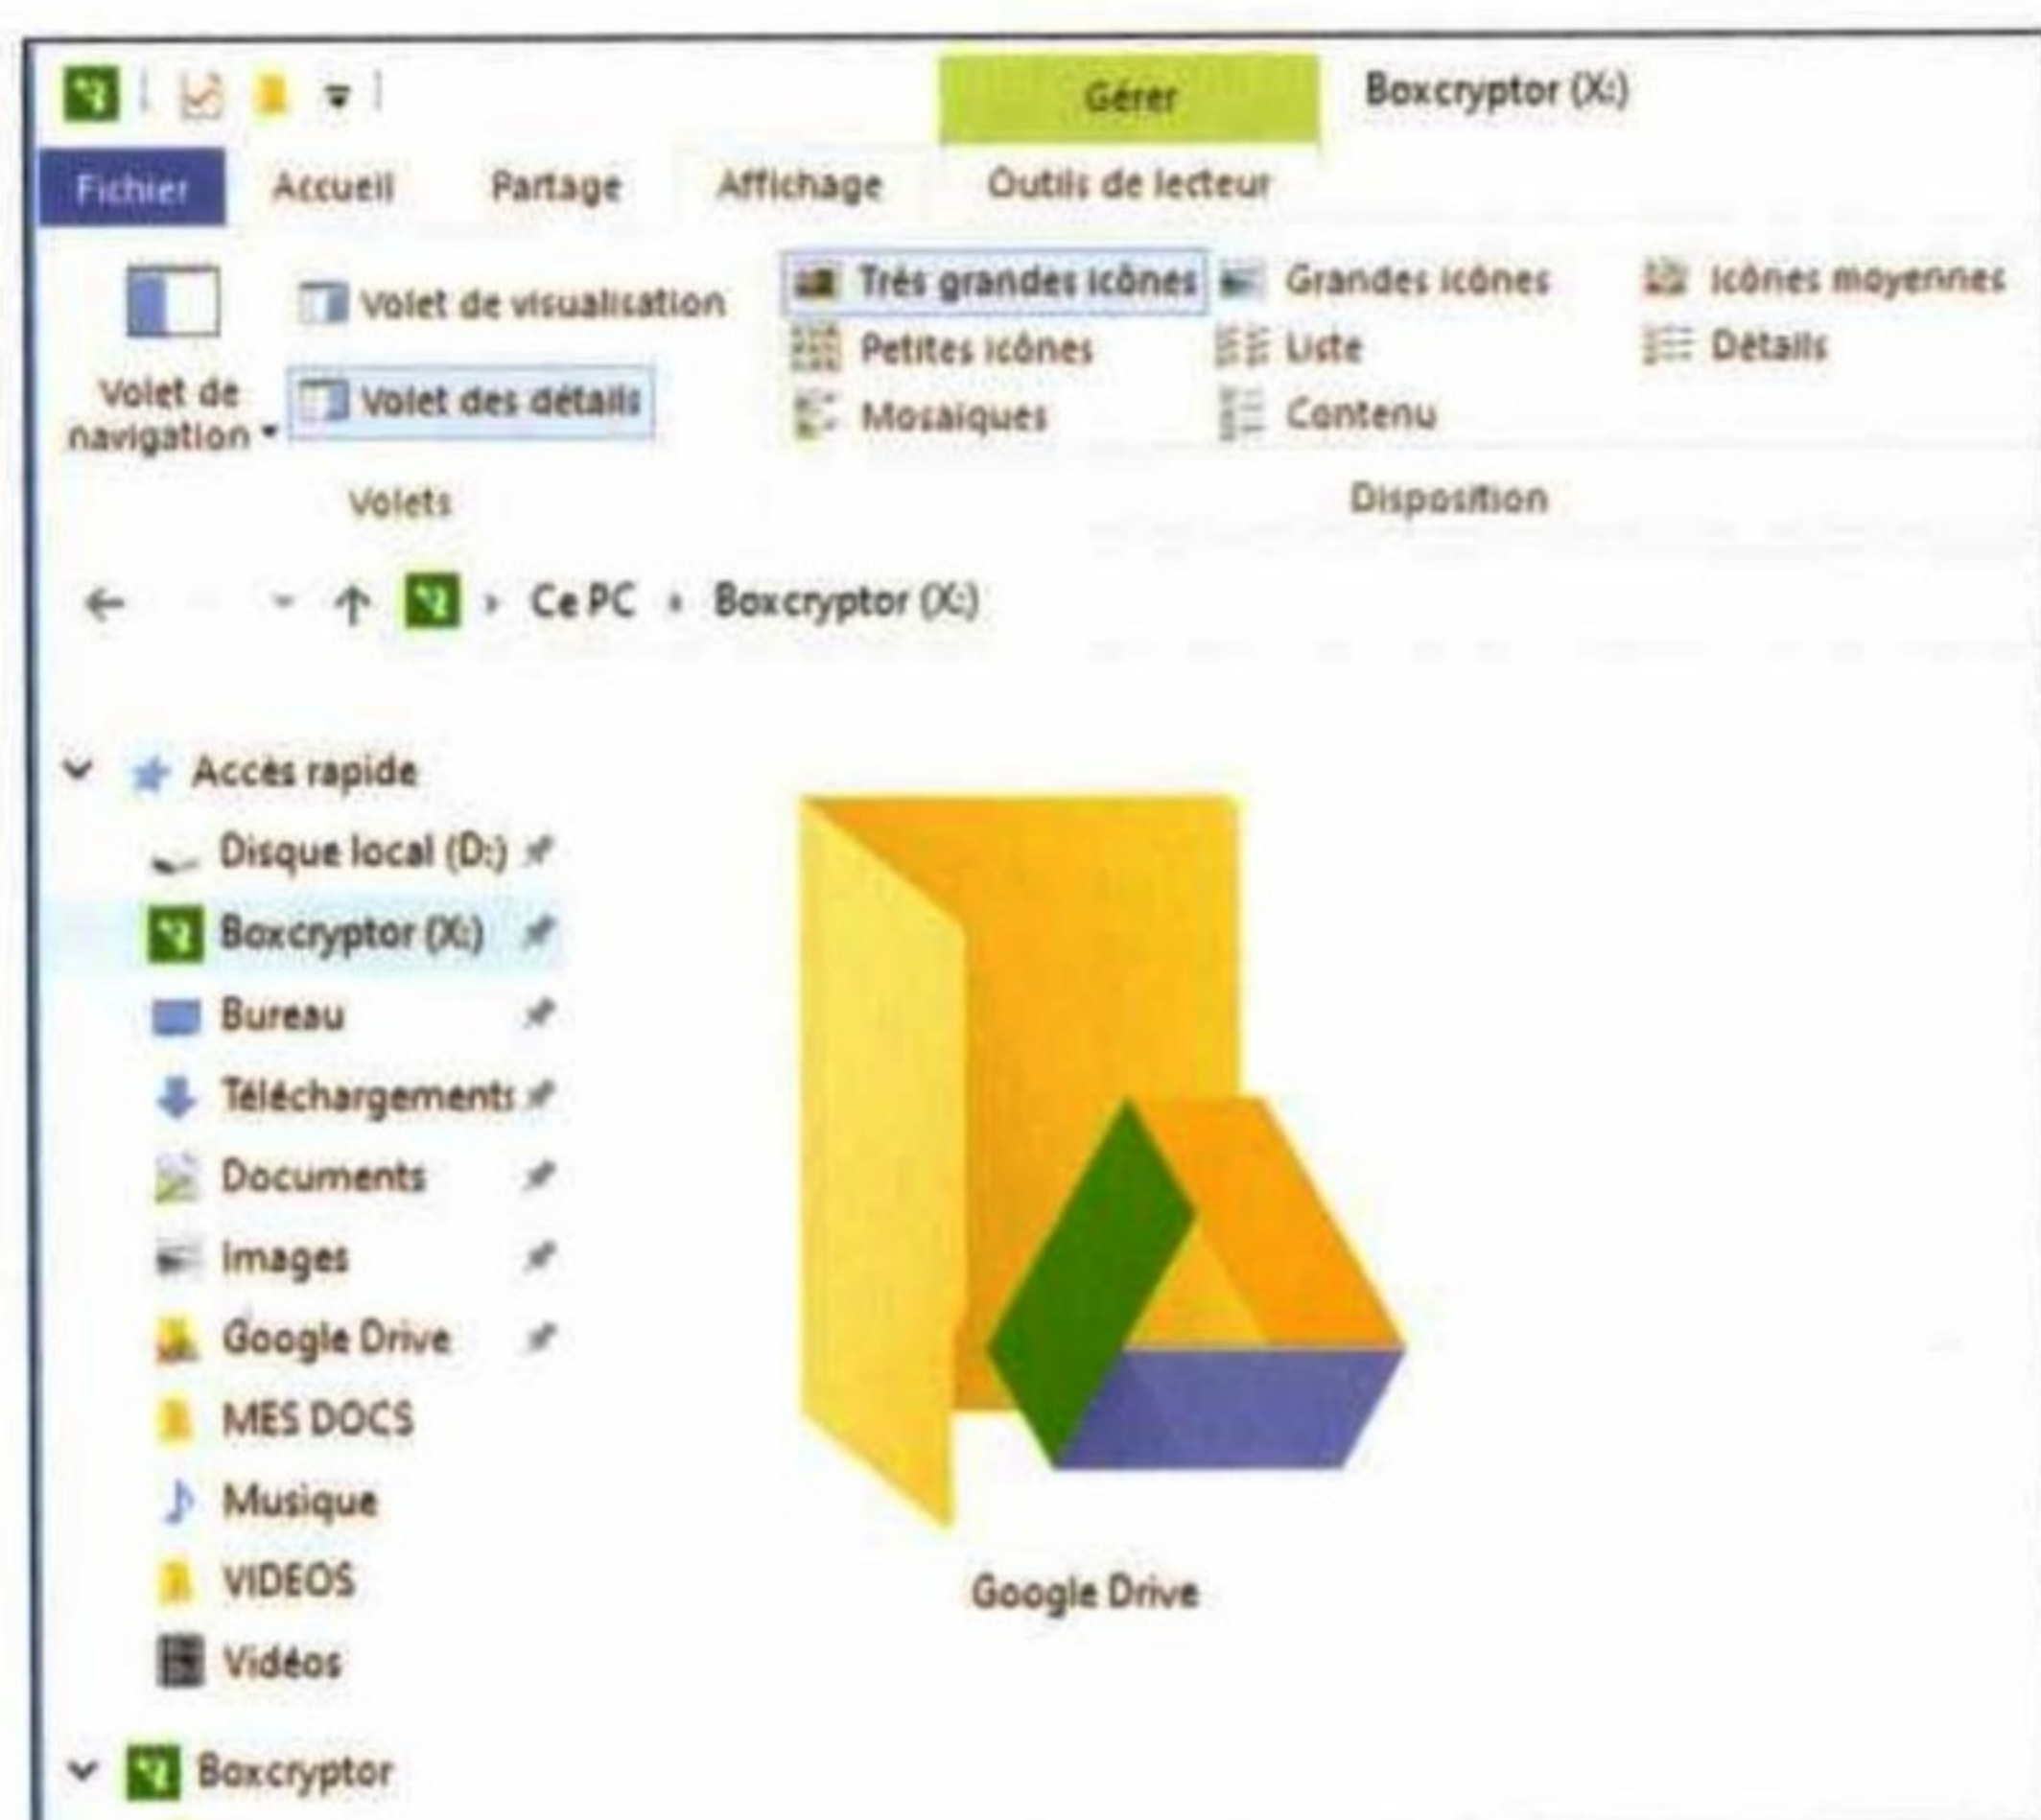 Gérer Boxcryptor (X:)
Fichier Accueil Partage Affichage Outils de lecteur
Volet de navigation
Volet de visualisation
Volet des détails
Très grandes icônes Grandes icônes Icônes moyennes
Petites icônes Liste Détails
Mosaïques Contenu
Volets Disposition
Ce PC Boxcryptor (X:)
Accès rapide
Disque local (D:)
Boxcryptor (X:)
Bureau
Téléchargements
Documents
Images
Google Drive
MES DOCS
Musique
VIDEOS
Vidéos
Boxcryptor
Google Drive